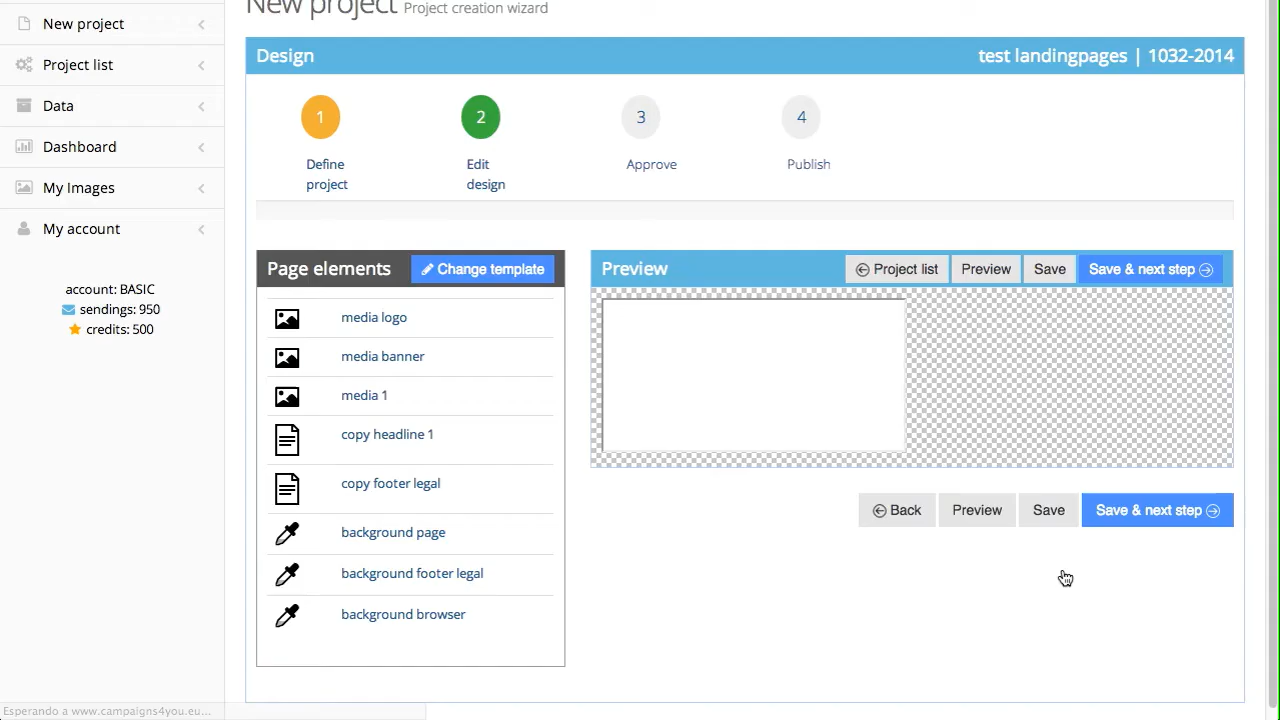 New project Project creation wizard
New project
Project list
Data
Dashboard
My Images
My account
account: BASIC
sendings: 950
credits: 500
Design
test landingpages | 1032-2014
1
2
3
4
Define
project
Edit
design
Approve
Publish
Page elements
Change template
media logo
media banner
media 1
copy headline 1
copy footer legal
background page
background footer legal
background browser
Preview
Project list
Preview
Save
Save & next step
Back
Preview
Save
Save & next step
Esperando a www.campaigns4you.eu...